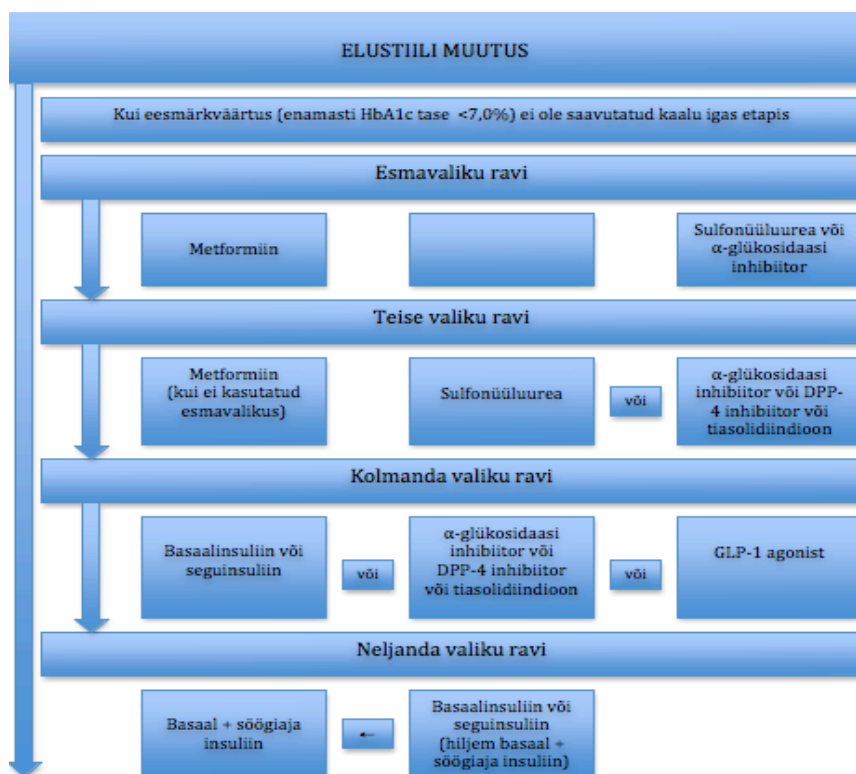 ELUSTIILI MUUTUS
Kui eesmärkväärtus (enamasti HbA1c tase <7,0%) ei ole saavutatud kaalu igas etapis
Esmavaliku ravi
Metformiin
Sulfonüüluurea või
α-glükosidaasi
inhibiitor
Teise valiku ravi
Metformiin
(kui ei kasutatud
esmavalikus)
Sulfonüüluurea
või
α-glükosidaasi
inhibiitor või DPP-
4 inhibiitor või
tiasolidiindioon
Kolmanda valiku ravi
Basaalinsuliin või
seguinsuliin
või
α-glükosidaasi
inhibiitor või
DPP-4 inhibiitor
või tiasolidiindioon
või
GLP-1 agonist
Neljanda valiku ravi
Basaal + söögiaja
insuliin
←
Basaalinsuliin või
seguinsuliin
(hiljem basaal +
söögiaja insuliin)